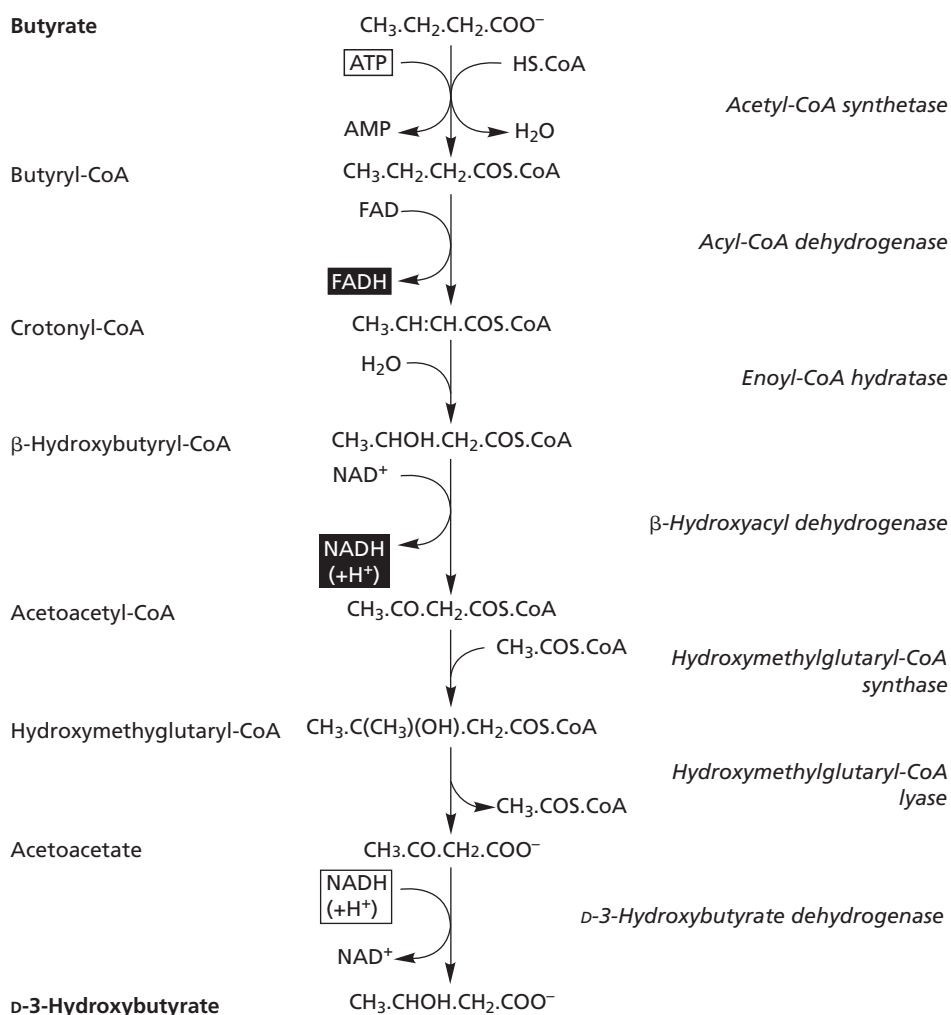 Butyrate CH₃.CH₂.CH₂.COO⁻
ATP HS.CoA
Acetyl-CoA synthetase
AMP H₂O
Butyryl-CoA CH₃.CH₂.CH₂.COS.CoA
FAD
Acyl-CoA dehydrogenase
FADH
Crotonyl-CoA CH₃.CH:CH.COS.CoA
H₂O
Enoyl-CoA hydratase
β-Hydroxybutyryl-CoA CH₃.CHOH.CH₂.COS.CoA
NAD⁺
β-Hydroxyacyl dehydrogenase
NADH
(+H⁺)
Acetoacetyl-CoA CH₃.CO.CH₂.COS.CoA
CH₃.COS.CoA
Hydroxymethylglutaryl-CoA
synthase
Hydroxymethyglutaryl-CoA CH₃.C(CH₃)(OH).CH₂.COS.CoA
Hydroxymethylglutaryl-CoA
lyase
CH₃.COS.CoA
Acetoacetate CH3.CO.CH2.COO⁻
NADH
(+H⁺)
D-3-Hydroxybutyrate dehydrogenase
NAD⁺
D-3-Hydroxybutyrate CH₃.CHOH.CH₂.COO⁻